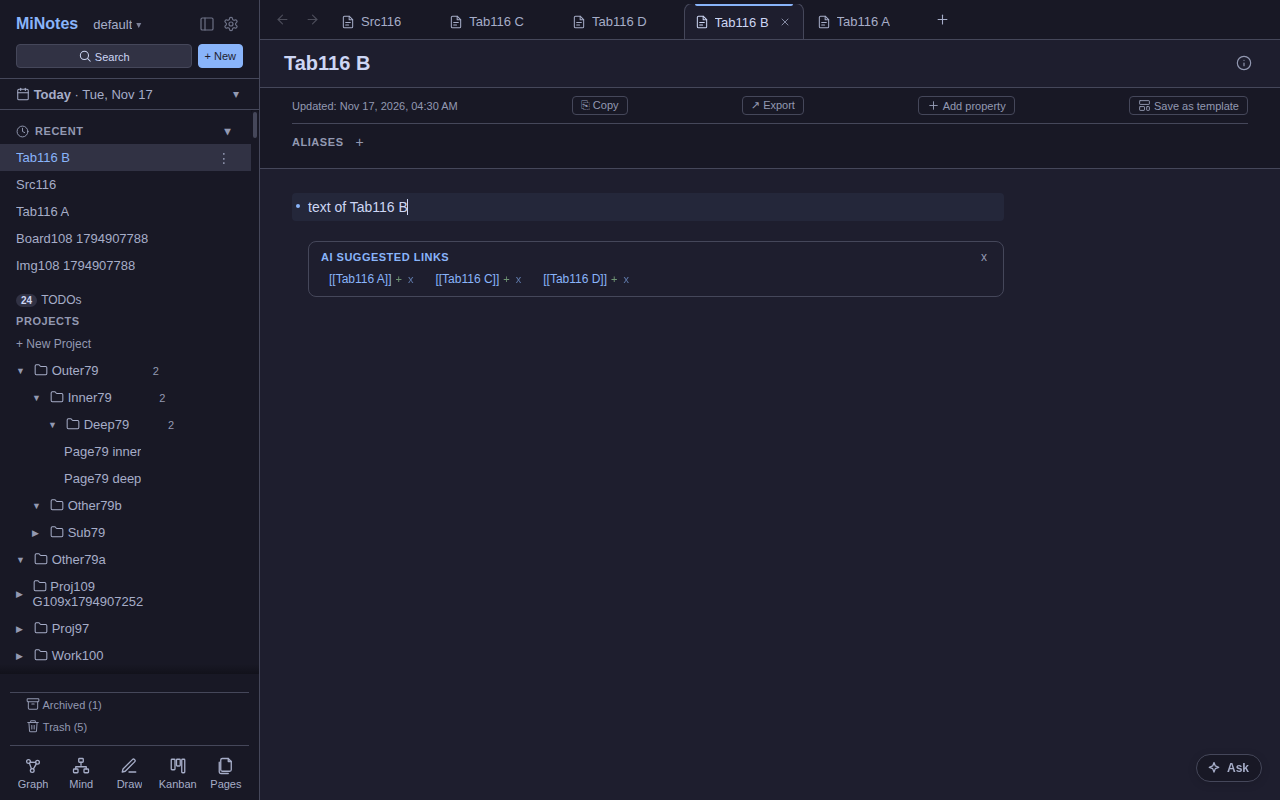 MiNotes default ▾
Search
+ New
Today · Tue, Nov 17 ▾
RECENT ▾
Tab116 B ⋮
Src116
Tab116 A
Board108 1794907788
Img108 1794907788
24 TODOs
PROJECTS
+ New Project
▼ Outer79 2
▼ Inner79 2
▼ Deep79 2
Page79 inner
Page79 deep
▼ Other79b
▶ Sub79
▼ Other79a
▶ Proj109
G109x1794907252
▶ Proj97
▶ Work100
Archived (1)
Trash (5)
Graph Mind Draw Kanban Pages
Src116 Tab116 C Tab116 D Tab116 B Tab116 A
Tab116 B
Updated: Nov 17, 2026, 04:30 AM
Copy
↗ Export
Add property
Save as template
ALIASES +
• text of Tab116 B
AI SUGGESTED LINKS x
[[Tab116 A]] + x [[Tab116 C]] + x [[Tab116 D]] + x
Ask